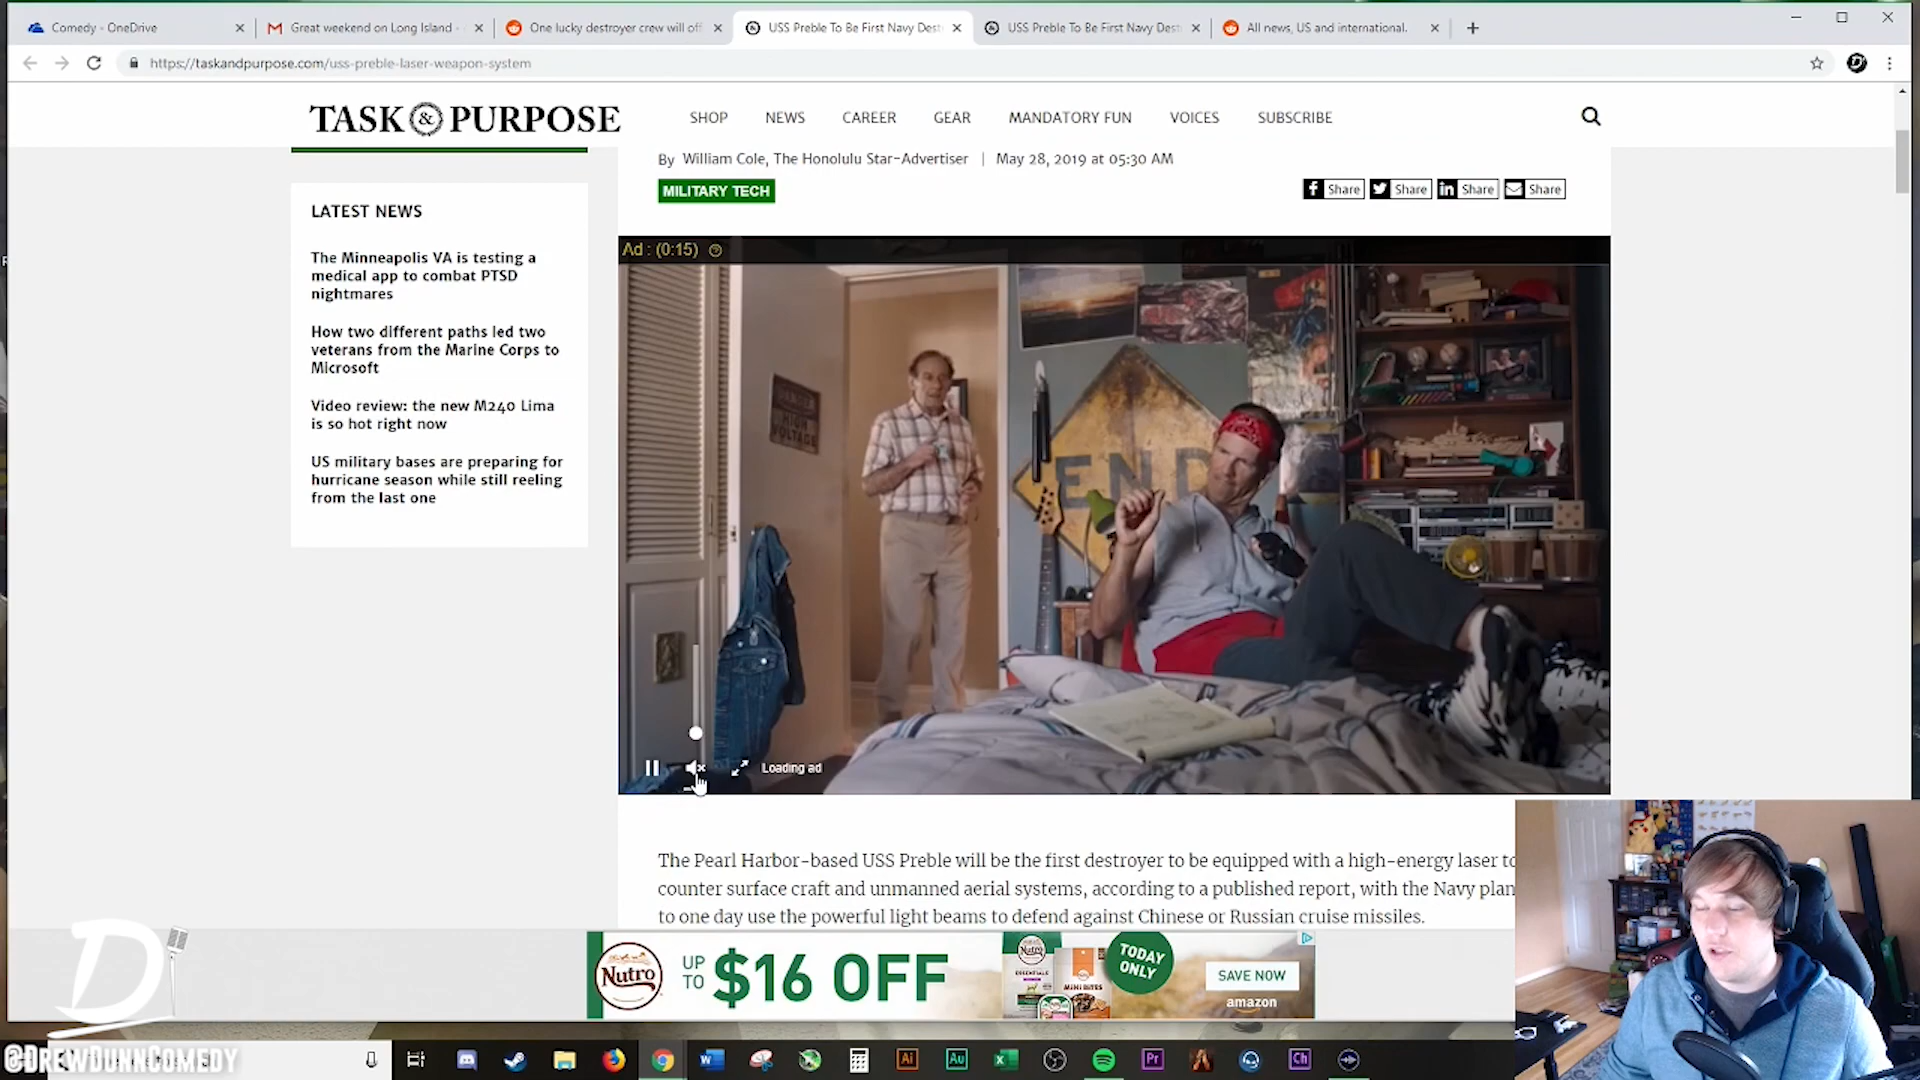 Comedy - OneDrive
Great weekend on Long Island -
One lucky destroyer crew will off
USS Preble To Be First Navy Dest
USS Preble To Be First Navy Dest
All news, US and international.
https://taskandpurpose.com/uss-preble-laser-weapon-system
TASK & PURPOSE
SHOP
NEWS
CAREER
GEAR
MANDATORY FUN
VOICES
SUBSCRIBE
By William Cole, The Honolulu Star-Advertiser | May 28, 2019 at 05:30 AM
MILITARY TECH
Share
Share
Share
Share
LATEST NEWS
The Minneapolis VA is testing a
medical app to combat PTSD
nightmares
How two different paths led two
veterans from the Marine Corps to
Microsoft
Video review: the new M240 Lima
is so hot right now
US military bases are preparing for
hurricane season while still reeling
from the last one
Ad : (0:15)
DANGER
HIGH
VOLTAGE
END
Loading ad
The Pearl Harbor-based USS Preble will be the first destroyer to be equipped with a high-energy laser to
counter surface craft and unmanned aerial systems, according to a published report, with the Navy plan
to one day use the powerful light beams to defend against Chinese or Russian cruise missiles.
Nutro
UP TO $16 OFF
Nutro
ESSENTIALS
MINI BITES
TODAY
ONLY
SAVE NOW
amazon
D
@DREWDUNNCOMEDY